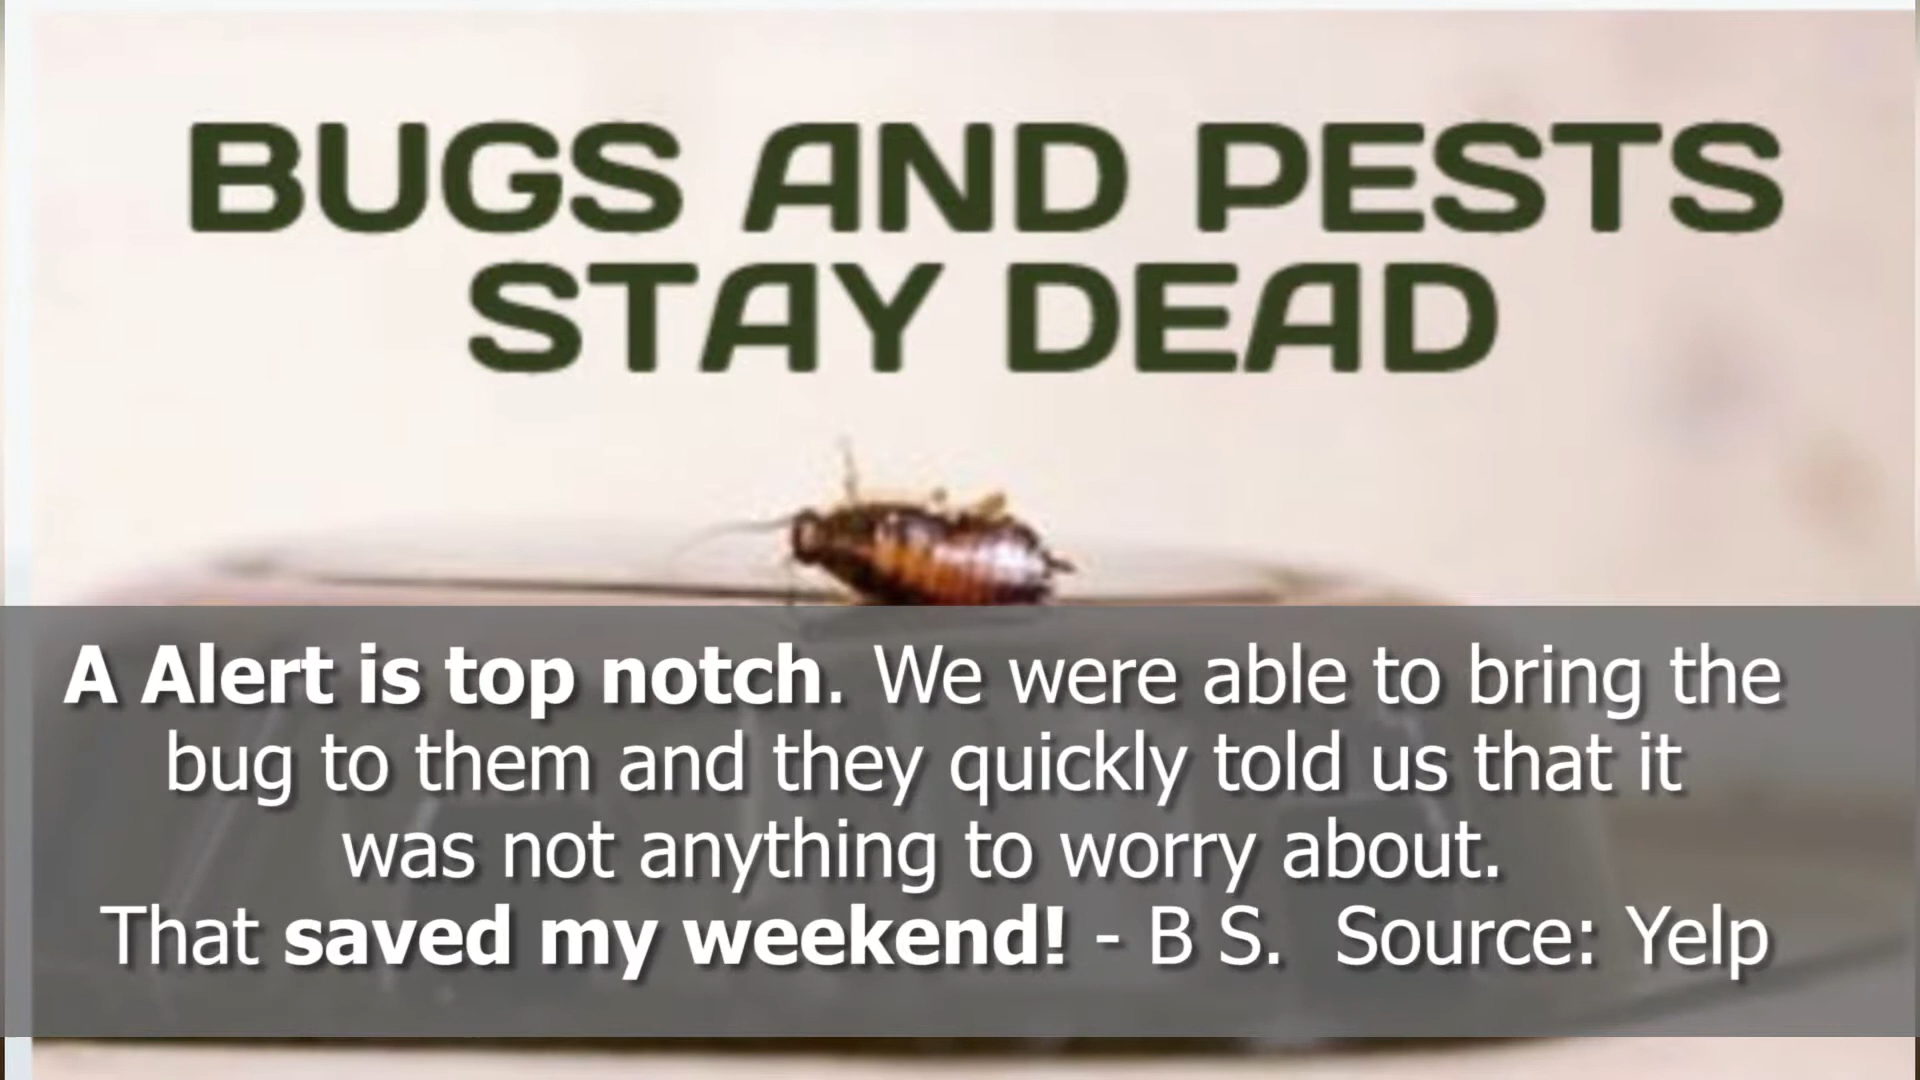 BUGS AND PESTS
STAY DEAD
A Alert is top notch. We were able to bring the
bug to them and they quickly told us that it
was not anything to worry about.
That saved my weekend! - B S.  Source: Yelp